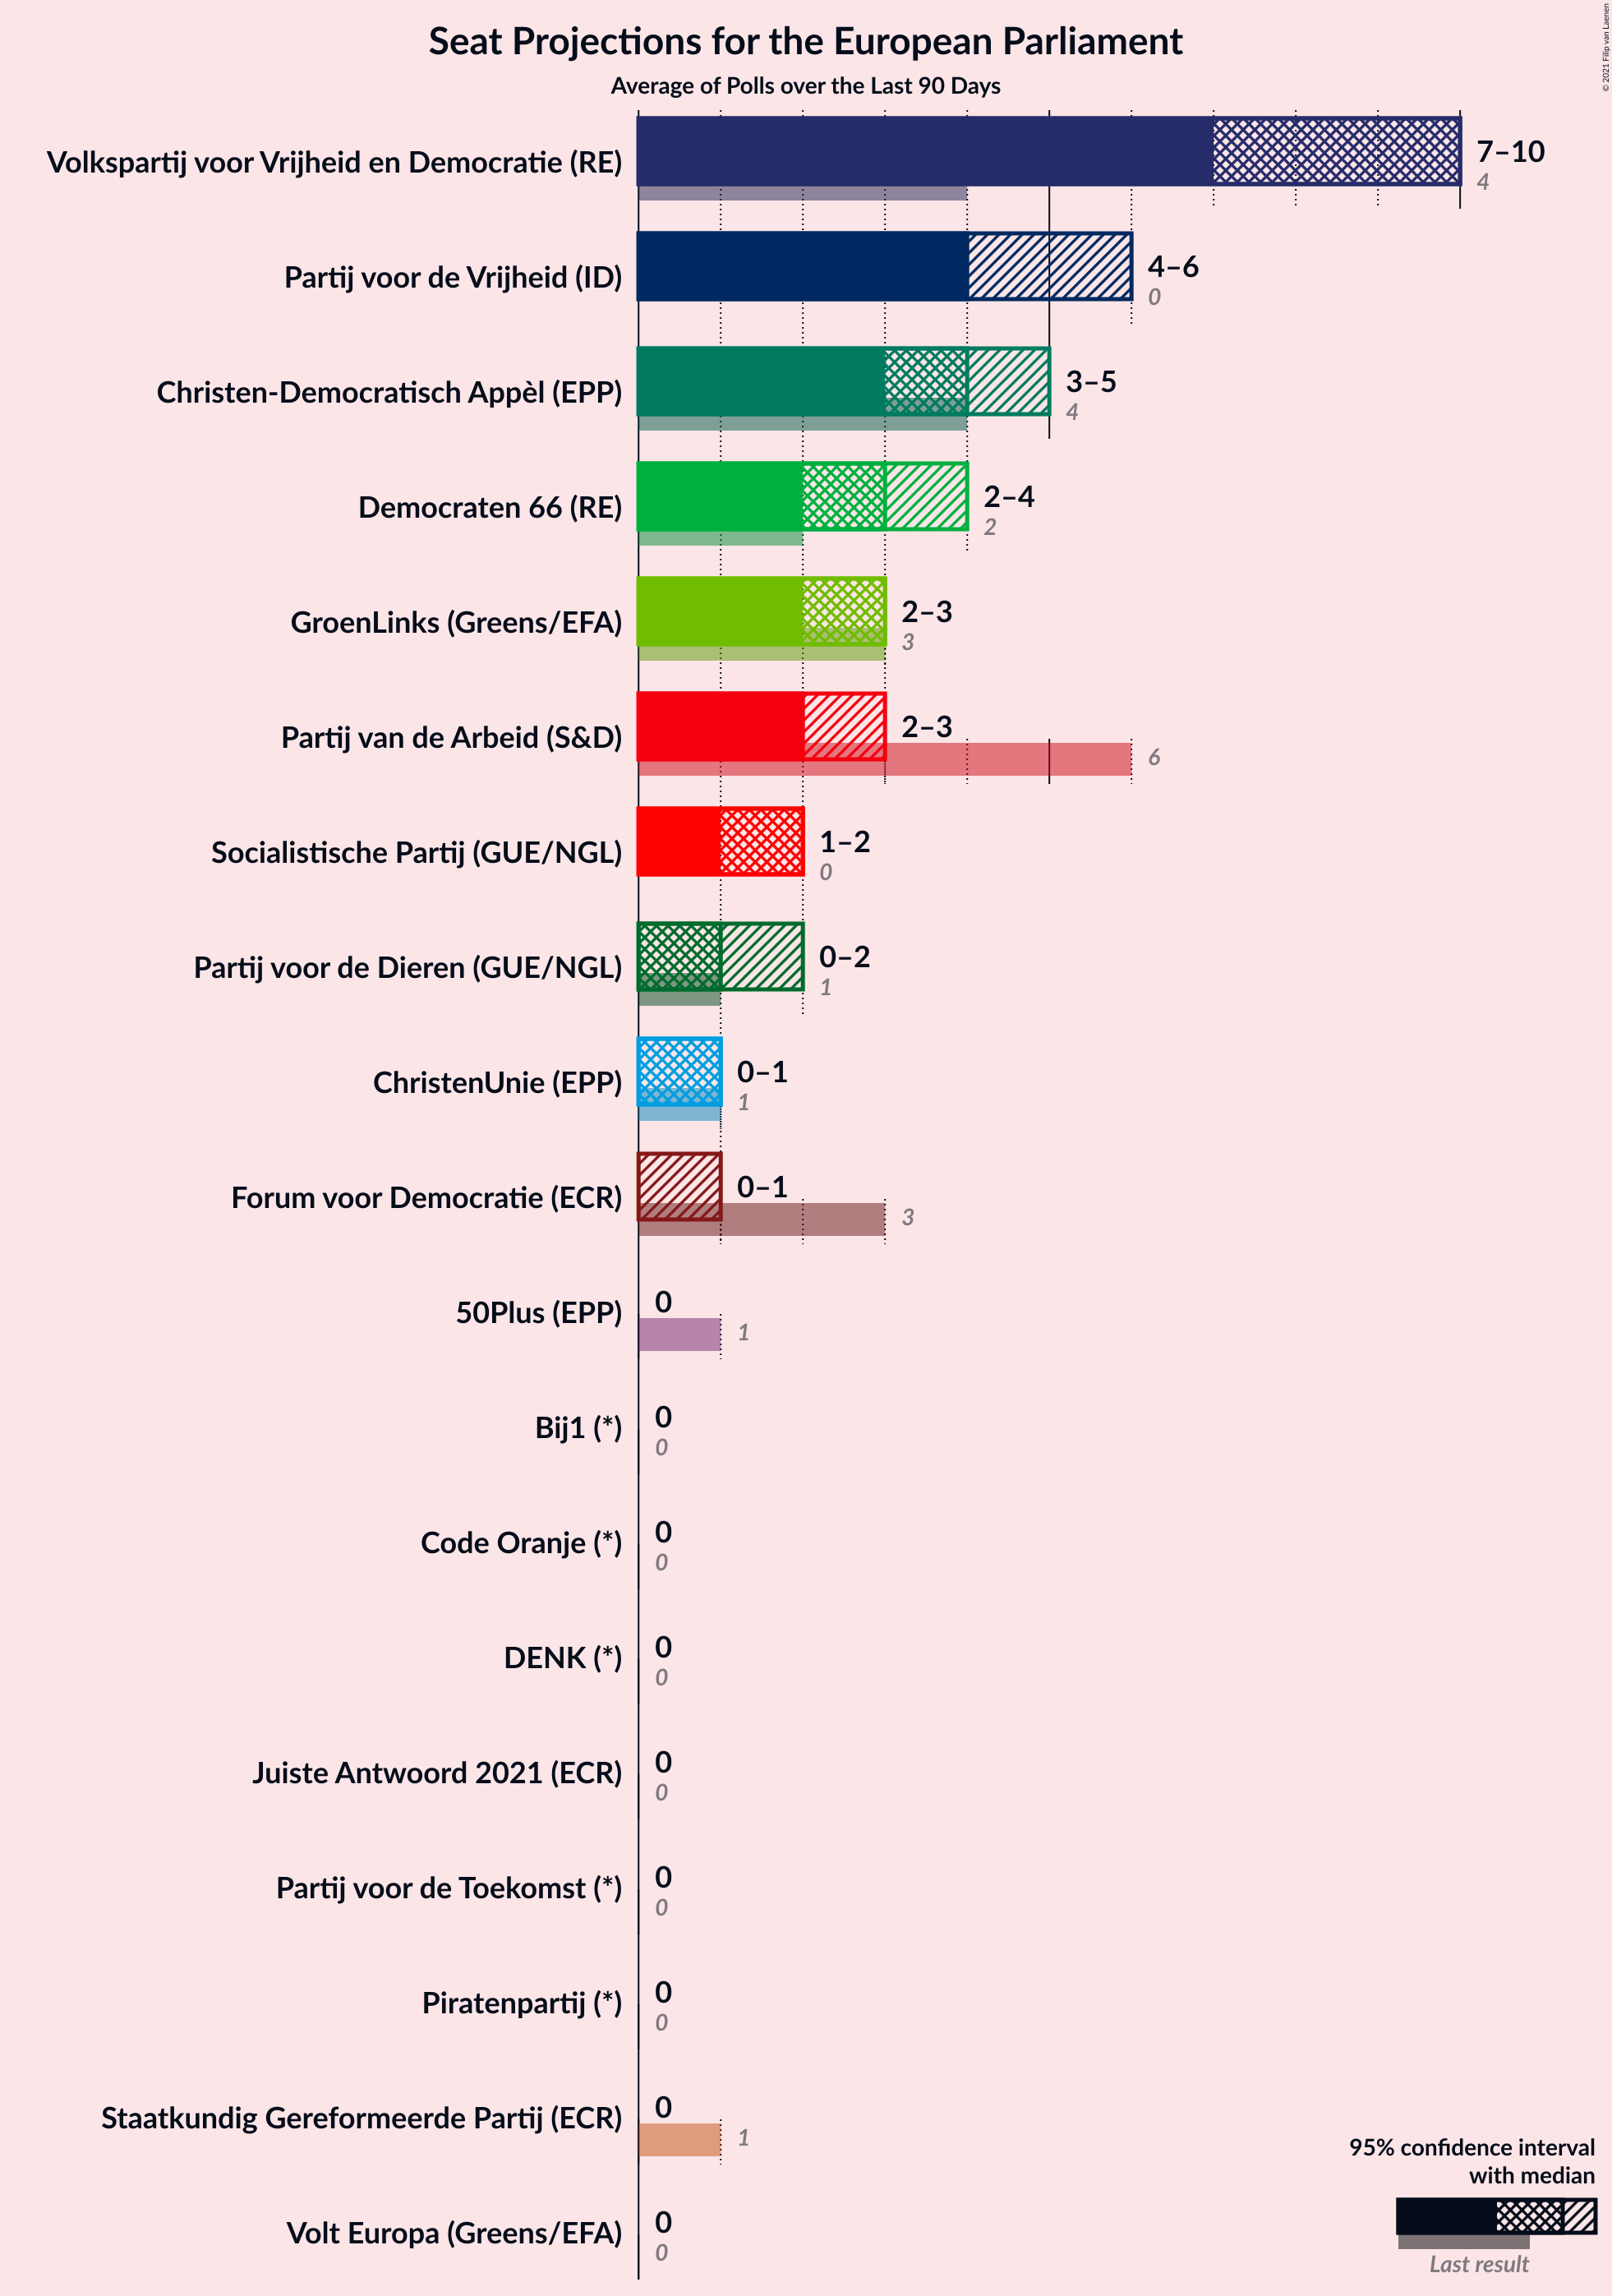 Seat Projections for the European Parliament
Average of Polls over the Last 90 Days
© 2021 Filip van Laenen
Volkspartij voor Vrijheid en Democratie (RE)
7–10
4
Partij voor de Vrijheid (ID)
4–6
0
Christen-Democratisch Appèl (EPP)
3–5
4
Democraten 66 (RE)
2–4
2
GroenLinks (Greens/EFA)
2–3
3
Partij van de Arbeid (S&D)
2–3
6
Socialistische Partij (GUE/NGL)
1–2
0
Partij voor de Dieren (GUE/NGL)
0–2
1
ChristenUnie (EPP)
0–1
1
Forum voor Democratie (ECR)
0–1
3
50Plus (EPP)
0
1
Bij1 (*)
0
0
Code Oranje (*)
0
0
DENK (*)
0
0
Juiste Antwoord 2021 (ECR)
0
0
Partij voor de Toekomst (*)
0
0
Piratenpartij (*)
0
0
Staatkundig Gereformeerde Partij (ECR)
0
1
Volt Europa (Greens/EFA)
0
0
95% confidence interval
with median
Last result